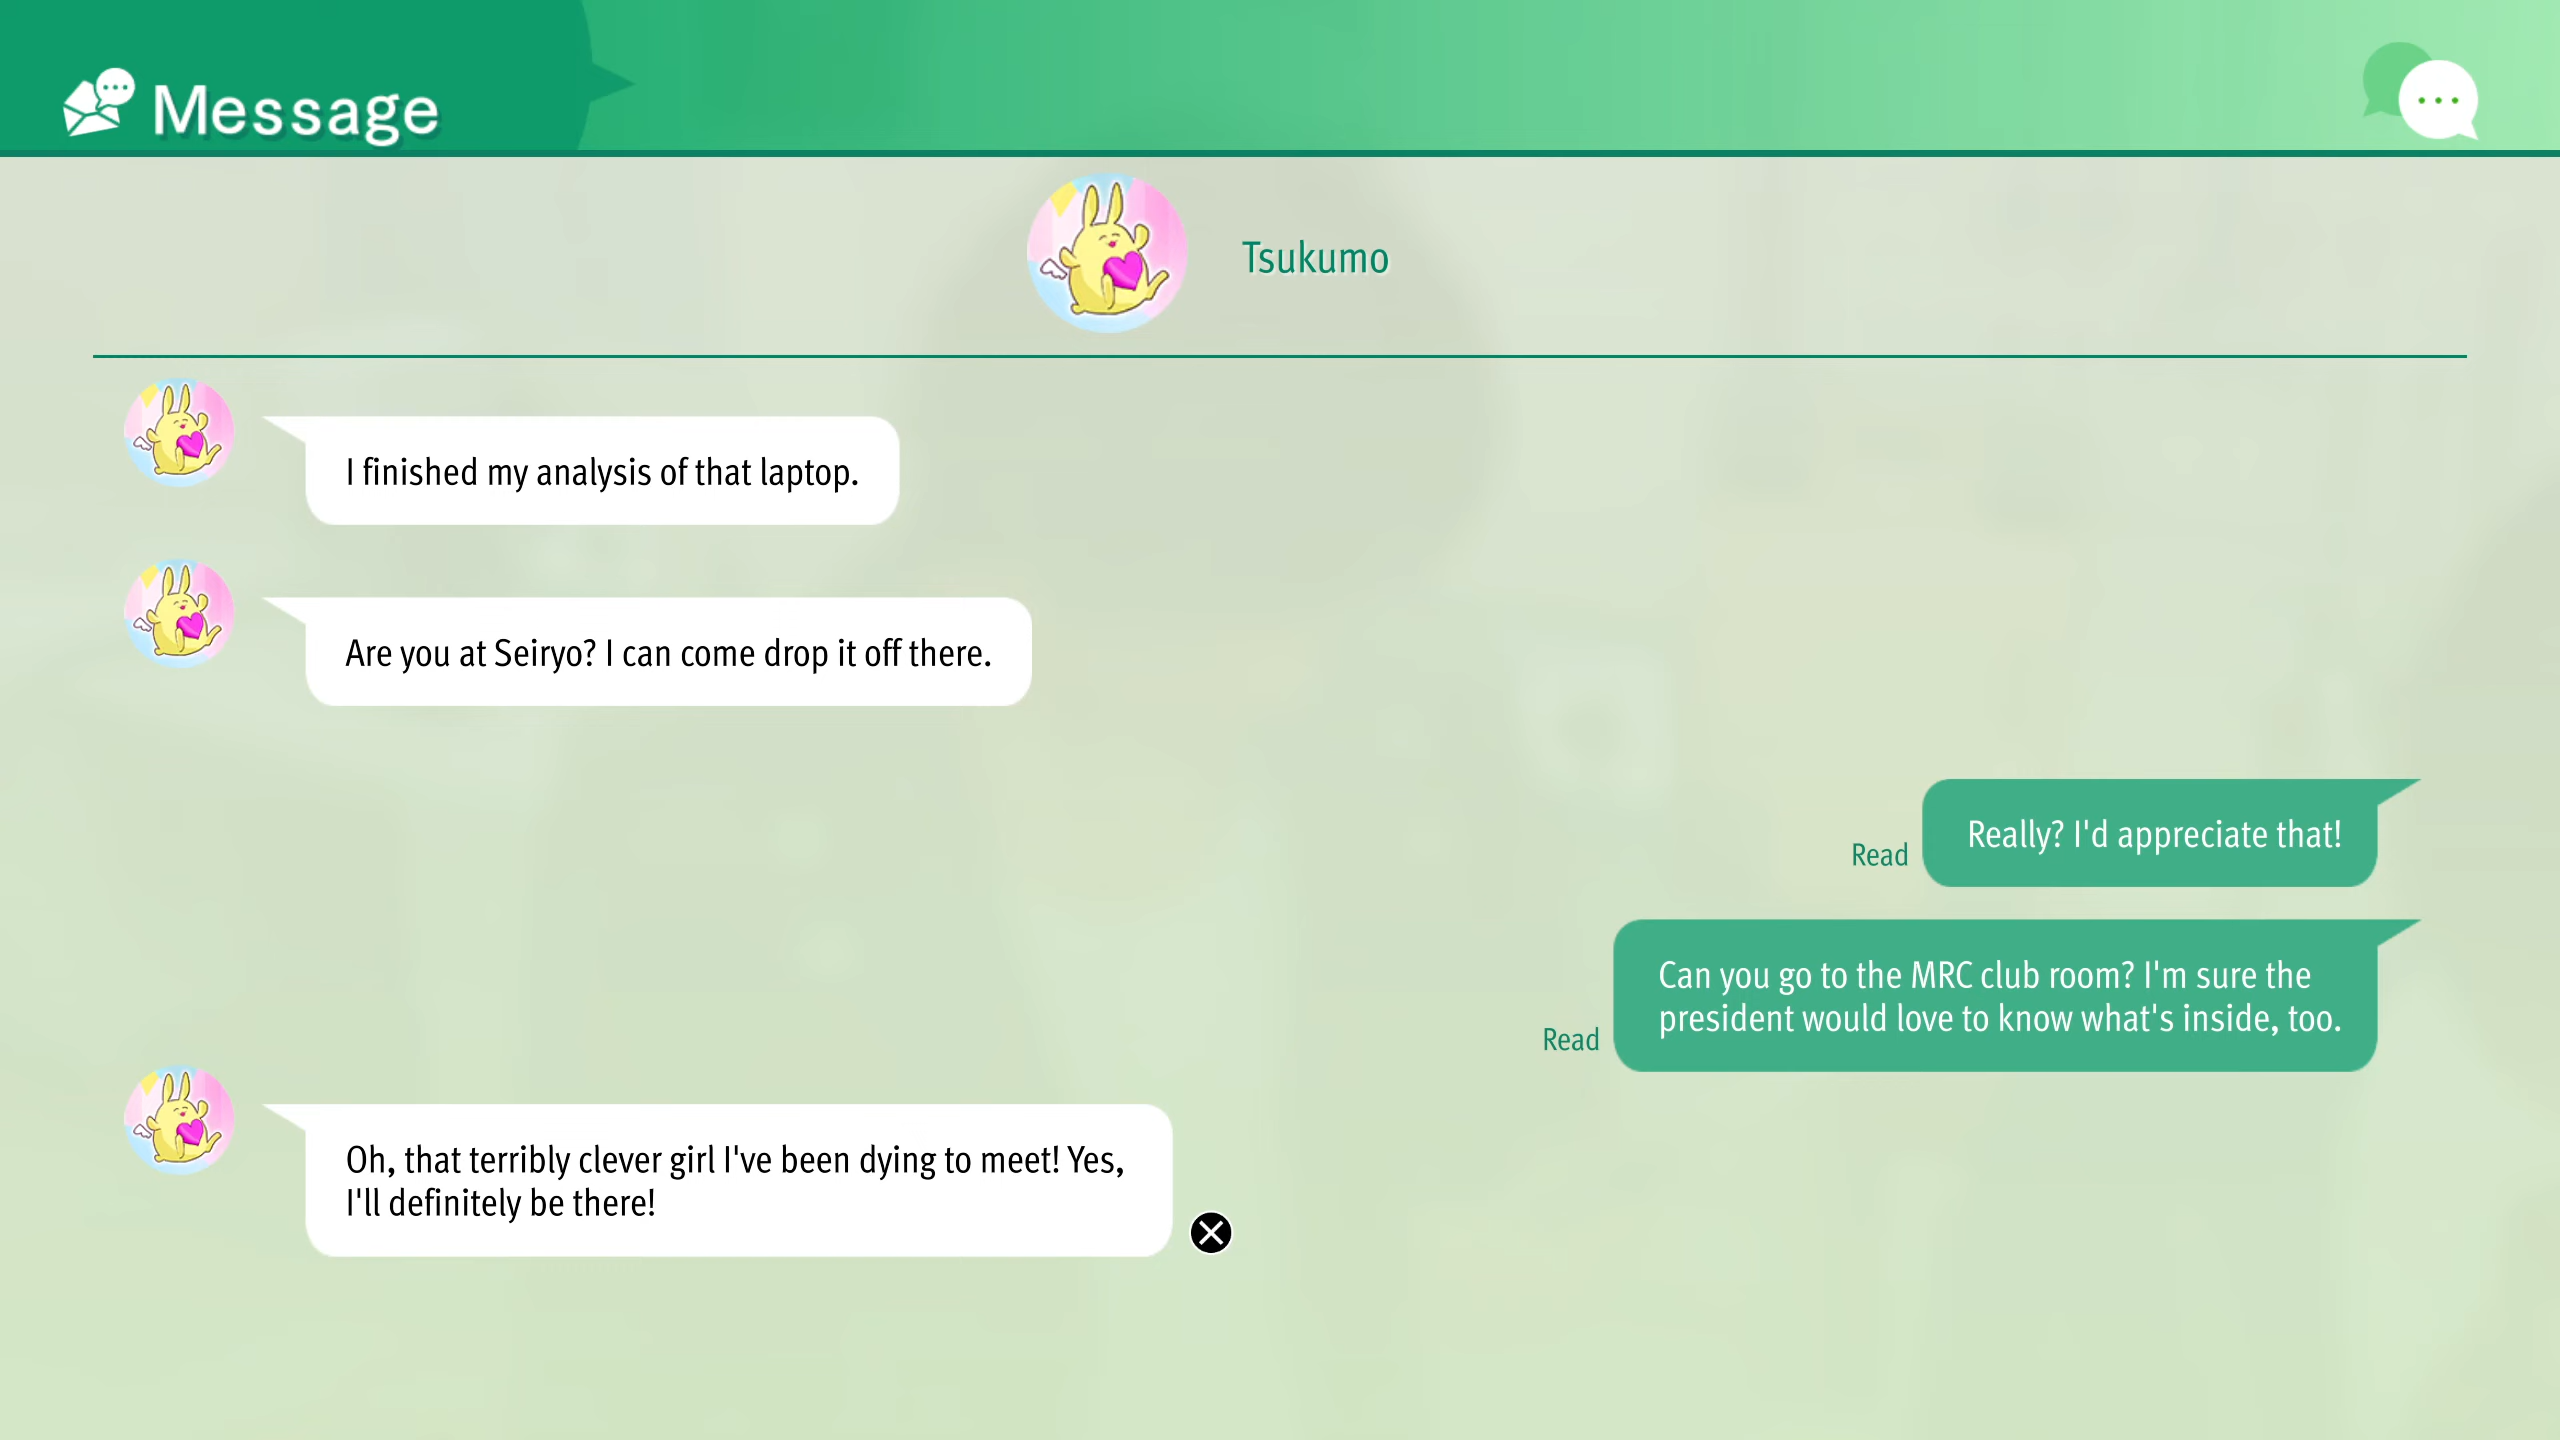 Message
Tsukumo
I finished my analysis of that laptop.
Are you at Seiryo? I can come drop it off there.
Really? I'd appreciate that!
Read
Can you go to the MRC club room? I'm sure the
president would love to know what's inside, too.
Read
Oh, that terribly clever girl I've been dying to meet! Yes,
I'll definitely be there!